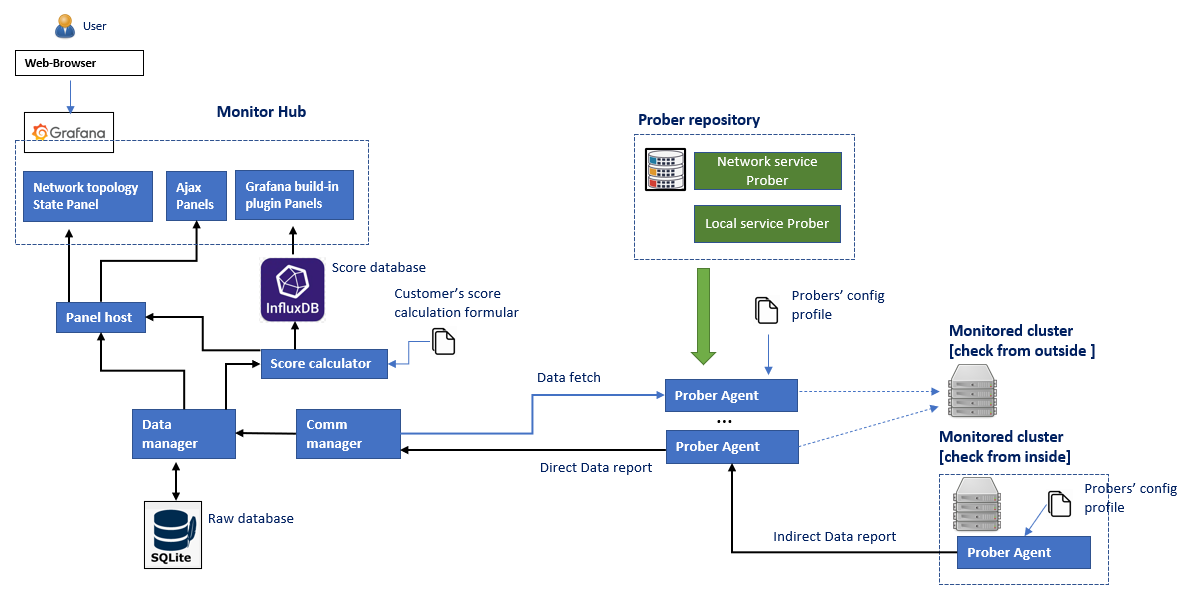 User
Web-Browser
Grafana
Monitor Hub
Network topology
State Panel
Ajax
Panels
Grafana build-in
plugin Panels
Score database
InfluxDB
Customer's score
calculation formular
Panel host
Score calculator
Data
manager
Comm
manager
Raw database
SQLite
Prober repository
Network service
Prober
Local service Prober
Probers' config
profile
Data fetch
Prober Agent
...
Prober Agent
Direct Data report
Monitored cluster
[check from outside ]
Monitored cluster
[check from inside]
Probers' config
profile
Indirect Data report
Prober Agent